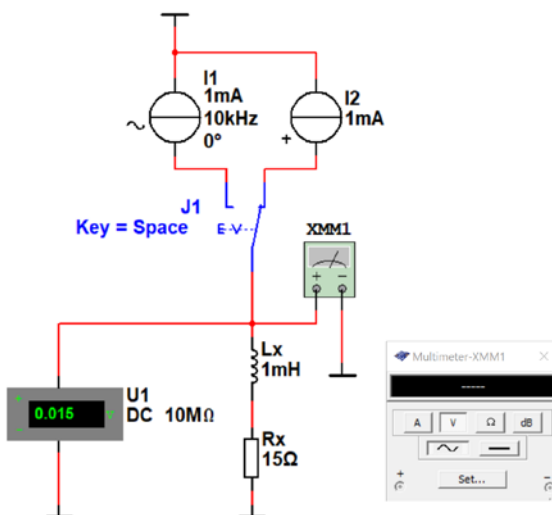 I1
1mA
10kHz
0°
I2
1mA
+
J1
Key = Space
E V
XMM1
+ −
Lx
1mH
U1
DC 10MΩ
+
0.015 V
-
Rx
15Ω
Multimeter-XMM1 ×
-----
A V Ω dB
Set...
+ −